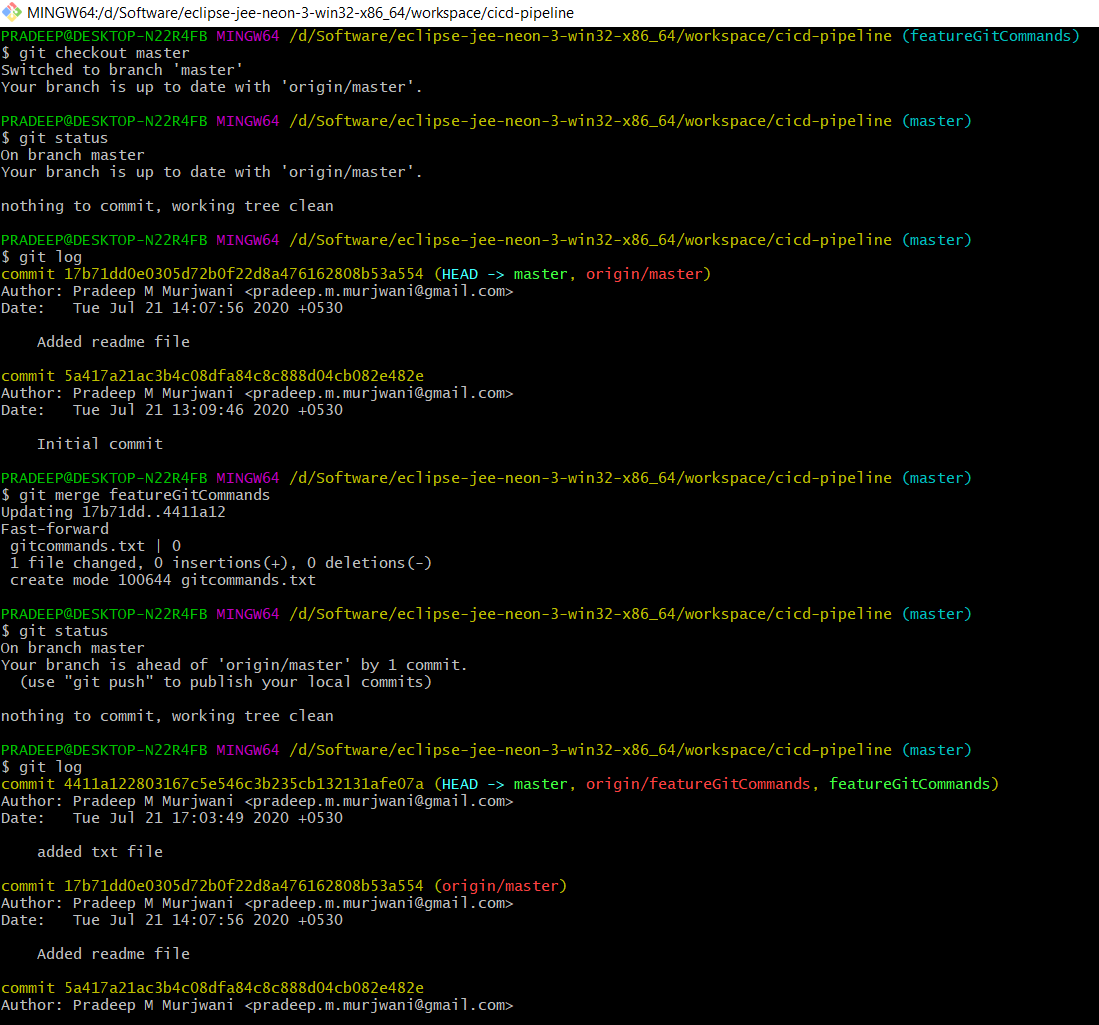 MINGW64:/d/Software/eclipse-jee-neon-3-win32-x86_64/workspace/cicd-pipeline
PRADEEP@DESKTOP-N22R4FB MINGW64 /d/Software/eclipse-jee-neon-3-win32-x86_64/workspace/cicd-pipeline (featureGitCommands)
$ git checkout master
Switched to branch 'master'
Your branch is up to date with 'origin/master'.
PRADEEP@DESKTOP-N22R4FB MINGW64 /d/Software/eclipse-jee-neon-3-win32-x86_64/workspace/cicd-pipeline (master)
$ git status
On branch master
Your branch is up to date with 'origin/master'.
nothing to commit, working tree clean
PRADEEP@DESKTOP-N22R4FB MINGW64 /d/Software/eclipse-jee-neon-3-win32-x86_64/workspace/cicd-pipeline (master)
$ git log
commit 17b71dd0e0305d72b0f22d8a476162808b53a554 (HEAD -> master, origin/master)
Author: Pradeep M Murjwani <pradeep.m.murjwani@gmail.com>
Date:   Tue Jul 21 14:07:56 2020 +0530
    Added readme file
commit 5a417a21ac3b4c08dfa84c8c888d04cb082e482e
Author: Pradeep M Murjwani <pradeep.m.murjwani@gmail.com>
Date:   Tue Jul 21 13:09:46 2020 +0530
    Initial commit
PRADEEP@DESKTOP-N22R4FB MINGW64 /d/Software/eclipse-jee-neon-3-win32-x86_64/workspace/cicd-pipeline (master)
$ git merge featureGitCommands
Updating 17b71dd..4411a12
Fast-forward
 gitcommands.txt | 0
 1 file changed, 0 insertions(+), 0 deletions(-)
 create mode 100644 gitcommands.txt
PRADEEP@DESKTOP-N22R4FB MINGW64 /d/Software/eclipse-jee-neon-3-win32-x86_64/workspace/cicd-pipeline (master)
$ git status
On branch master
Your branch is ahead of 'origin/master' by 1 commit.
  (use "git push" to publish your local commits)
nothing to commit, working tree clean
PRADEEP@DESKTOP-N22R4FB MINGW64 /d/Software/eclipse-jee-neon-3-win32-x86_64/workspace/cicd-pipeline (master)
$ git log
commit 4411a122803167c5e546c3b235cb132131afe07a (HEAD -> master, origin/featureGitCommands, featureGitCommands)
Author: Pradeep M Murjwani <pradeep.m.murjwani@gmail.com>
Date:   Tue Jul 21 17:03:49 2020 +0530
    added txt file
commit 17b71dd0e0305d72b0f22d8a476162808b53a554 (origin/master)
Author: Pradeep M Murjwani <pradeep.m.murjwani@gmail.com>
Date:   Tue Jul 21 14:07:56 2020 +0530
    Added readme file
commit 5a417a21ac3b4c08dfa84c8c888d04cb082e482e
Author: Pradeep M Murjwani <pradeep.m.murjwani@gmail.com>